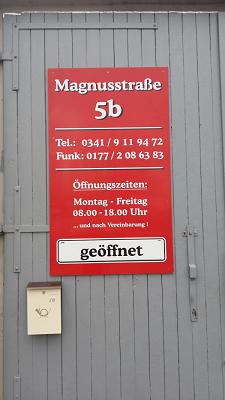 Magnusstraße
5b
Tel.: 0341 / 9 11 94 72
Funk: 0177 / 2 08 63 83
Öffnungszeiten:
Montag - Freitag
08.00 - 18.00 Uhr
... und nach Vereinbarung !
geöffnet